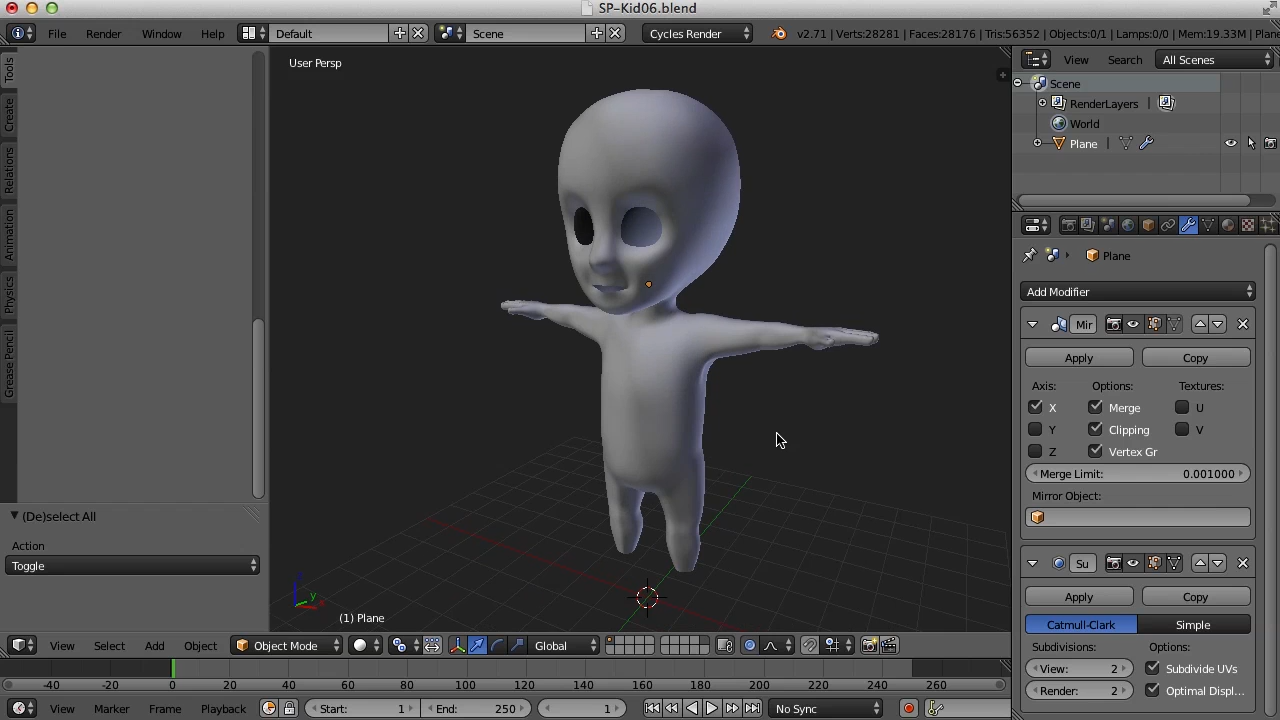 SP-Kid06.blend
File Render Window Help Default Scene Cycles Render v2.71 | Verts:28281 | Faces:28176 | Tris:56352 | Objects:0/1 | Lamps:0/0 | Mem:19.33M | Plane
Tools
Create
Relations
Animation
Physics
Grease Pencil
(De)select All
Action
Toggle
User Persp
(1) Plane
x
y
View Select Add Object Object Mode Global
-40 -20 0 20 40 60 80 100 120 140 160 180 200 220 240 260
View Marker Frame Playback Start: 1 End: 250 1 No Sync
View Search All Scenes
Scene
RenderLayers |
World
Plane |
Plane
Add Modifier
Mir
Apply Copy
Axis: Options: Textures:
X Merge U
Y Clipping V
Z Vertex Gr
Merge Limit: 0.001000
Mirror Object:
Su
Apply Copy
Catmull-Clark Simple
Subdivisions: Options:
View: 2 Subdivide UVs
Render: 2 Optimal Displ...